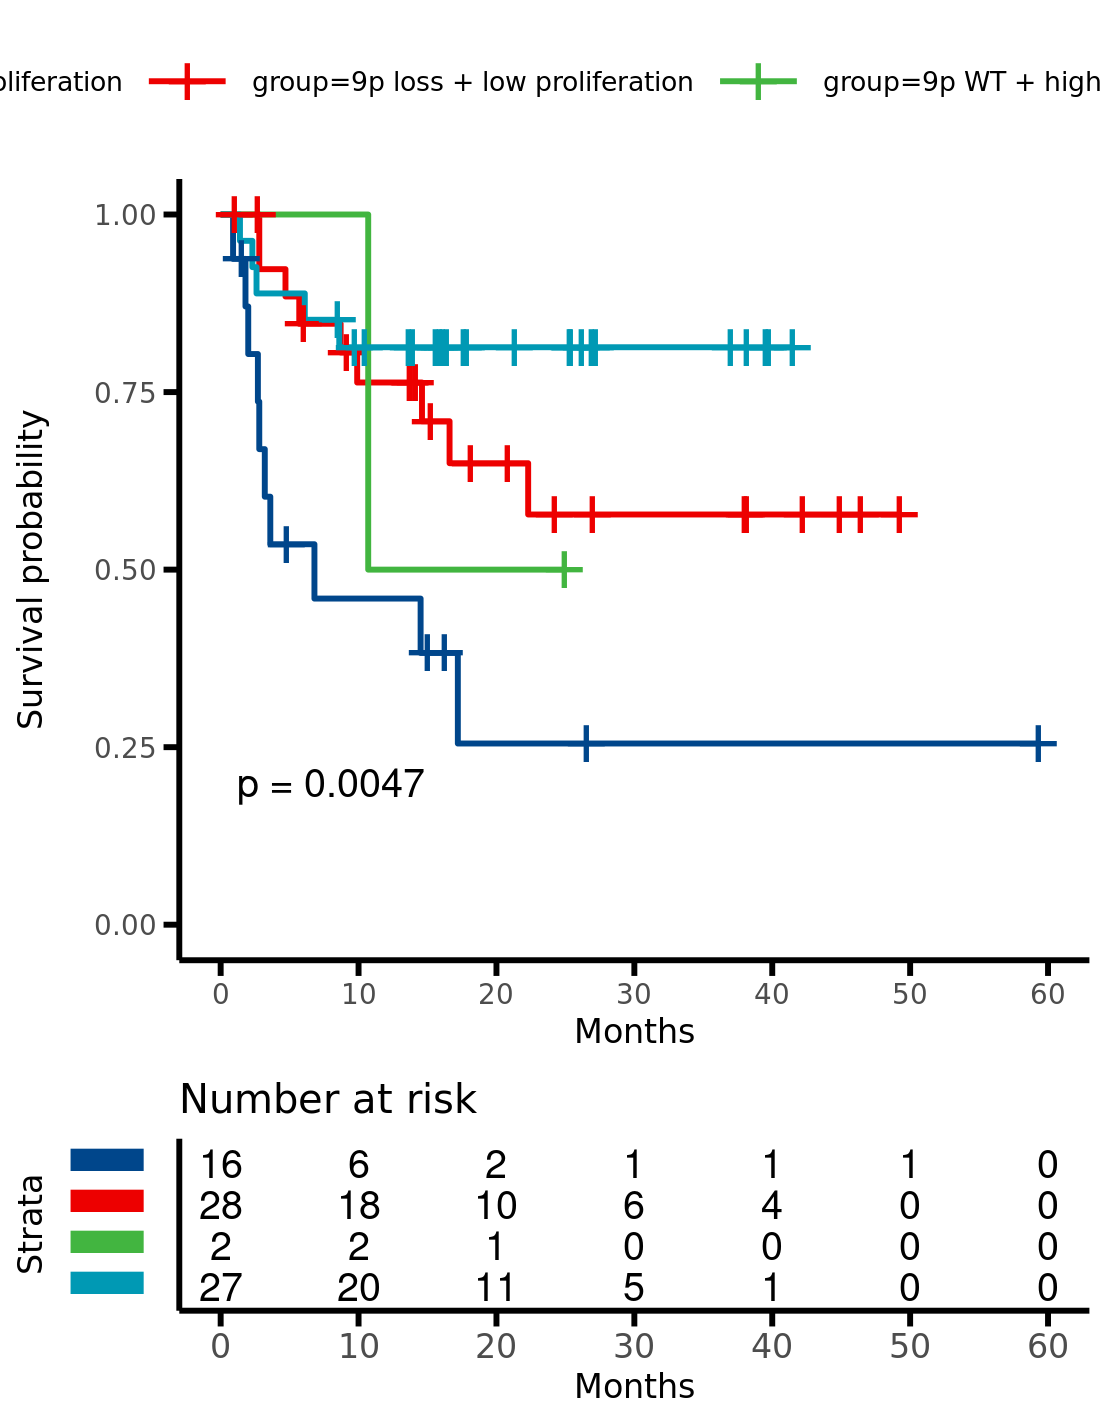 oliferation group=9p loss + low proliferation group=9p WT + high
1.00
0.75
0.50
0.25
0.00
Survival probability
p = 0.0047
0 10 20 30 40 50 60
Months
Number at risk
Strata
16 6 2 1 1 1 0
28 18 10 6 4 0 0
2 2 1 0 0 0 0
27 20 11 5 1 0 0
0 10 20 30 40 50 60
Months